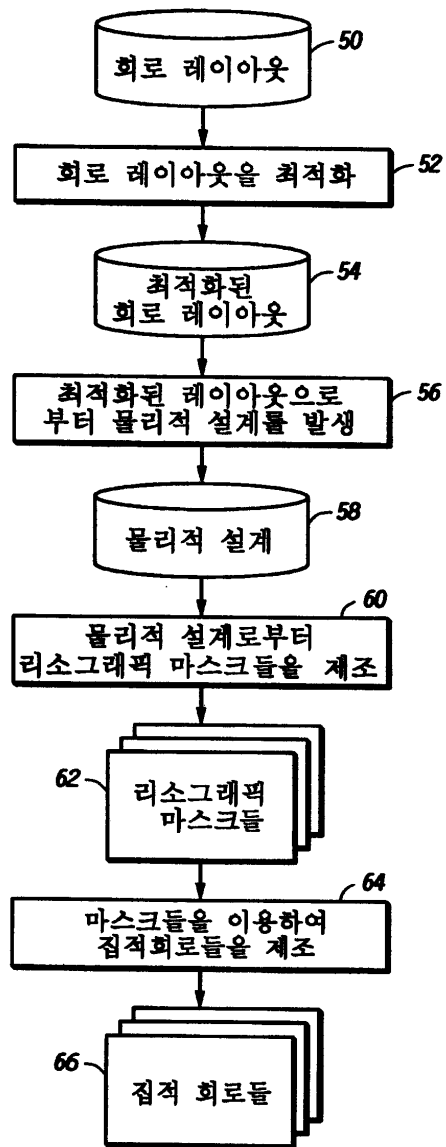 50
회로 레이아웃
회로 레이아웃을 최적화
52
54
최적화된
회로 레이아웃
최적화된 레이아웃으로
부터 물리적 설계를 발생
56
58
물리적 설계
60
물리적 설계로부터
리소그래픽 마스크들을 제조
62
리소그래픽
마스크들
64
마스크들을 이용하여
집적회로들을 제조
66
집적 회로들